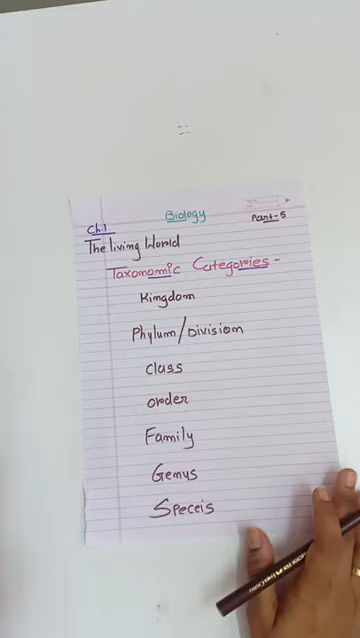 Biology
Part-5
Ch.1
The living World
Taxonomic Categories -
Kingdom
Phylum/Division
class
order
Family
Genus
Speceis